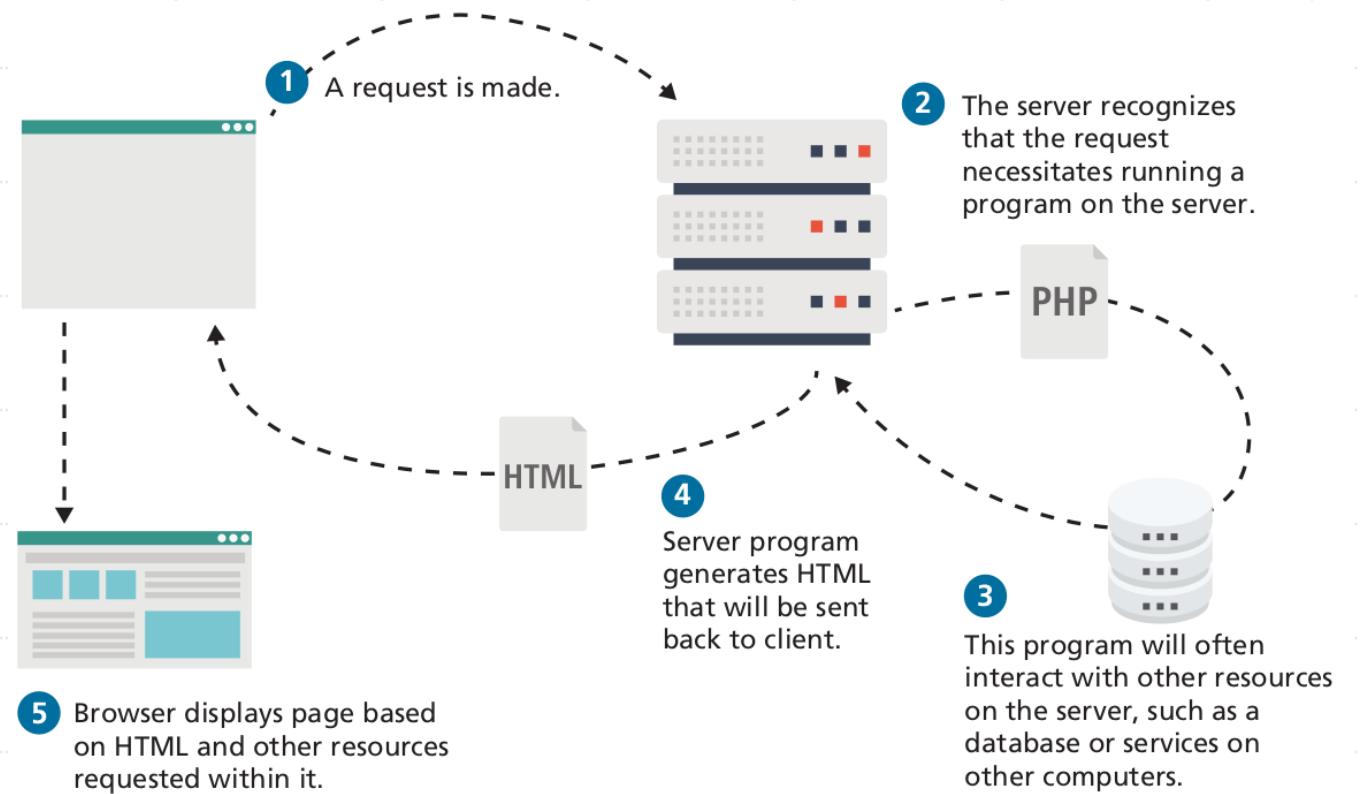 1
A request is made.
2
The server recognizes
that the request
necessitates running a
program on the server.
PHP
HTML
3
This program will often
interact with other resources
on the server, such as a
database or services on
other computers.
4
Server program
generates HTML
that will be sent
back to client.
5
Browser displays page based
on HTML and other resources
requested within it.